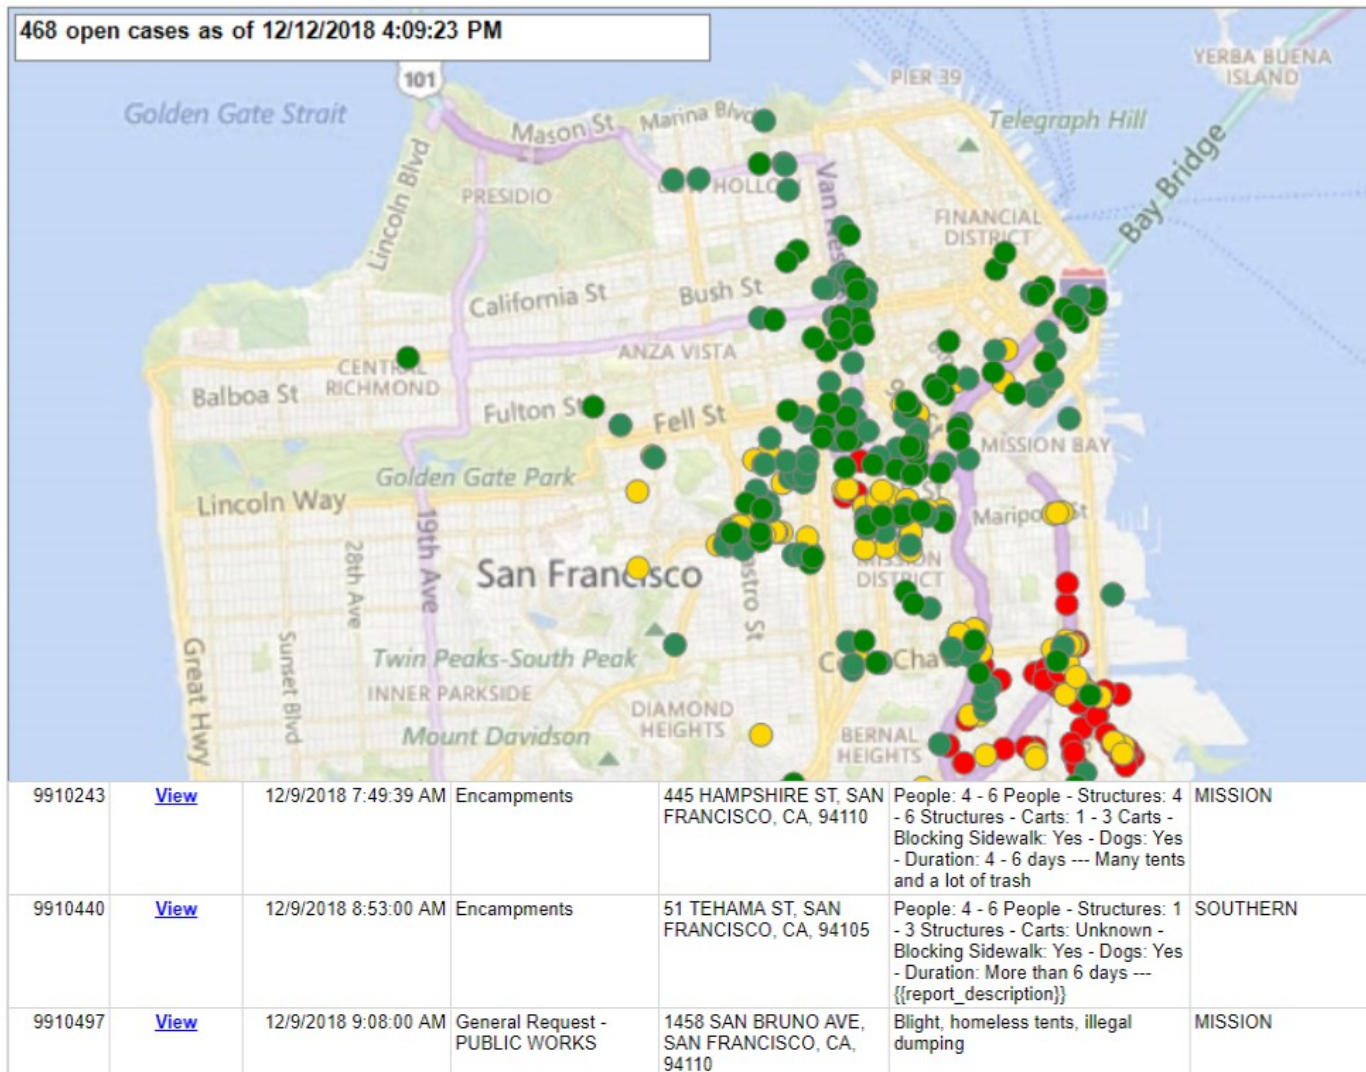 468 open cases as of 12/12/2018 4:09:23 PM
101
YERBA BUENA
ISLAND
PIER 39
Golden Gate Strait
Mason St
Marina Blvd
Telegraph Hill
Lincoln Blvd
PRESIDIO
HOLLOW
Van Ness
FINANCIAL
DISTRICT
Bay Bridge
California St
Bush St
ANZA VISTA
CENTRAL
RICHMOND
Balboa St
Fulton St
Fell St
MISSION BAY
Golden Gate Park
Lincoln Way
St
19th Ave
28th Ave
San Francisco
MISSION
DISTRICT
Great Hwy
Sunset Blvd
Twin Peaks-South Peak
INNER PARKSIDE
DIAMOND
HEIGHTS
Mount Davidson
BERNAL
HEIGHTS
9910243 View 12/9/2018 7:49:39 AM Encampments 445 HAMPSHIRE ST, SAN People: 4 - 6 People - Structures: 4 MISSION
FRANCISCO, CA, 94110 - 6 Structures - Carts: 1 - 3 Carts -
Blocking Sidewalk: Yes - Dogs: Yes
- Duration: 4 - 6 days --- Many tents
and a lot of trash
9910440 View 12/9/2018 8:53:00 AM Encampments 51 TEHAMA ST, SAN People: 4 - 6 People - Structures: 1 SOUTHERN
FRANCISCO, CA, 94105 - 3 Structures - Carts: Unknown -
Blocking Sidewalk: Yes - Dogs: Yes
- Duration: More than 6 days ---
{{report_description}}
9910497 View 12/9/2018 9:08:00 AM General Request - 1458 SAN BRUNO AVE, Blight, homeless tents, illegal MISSION
PUBLIC WORKS SAN FRANCISCO, CA, dumping
94110